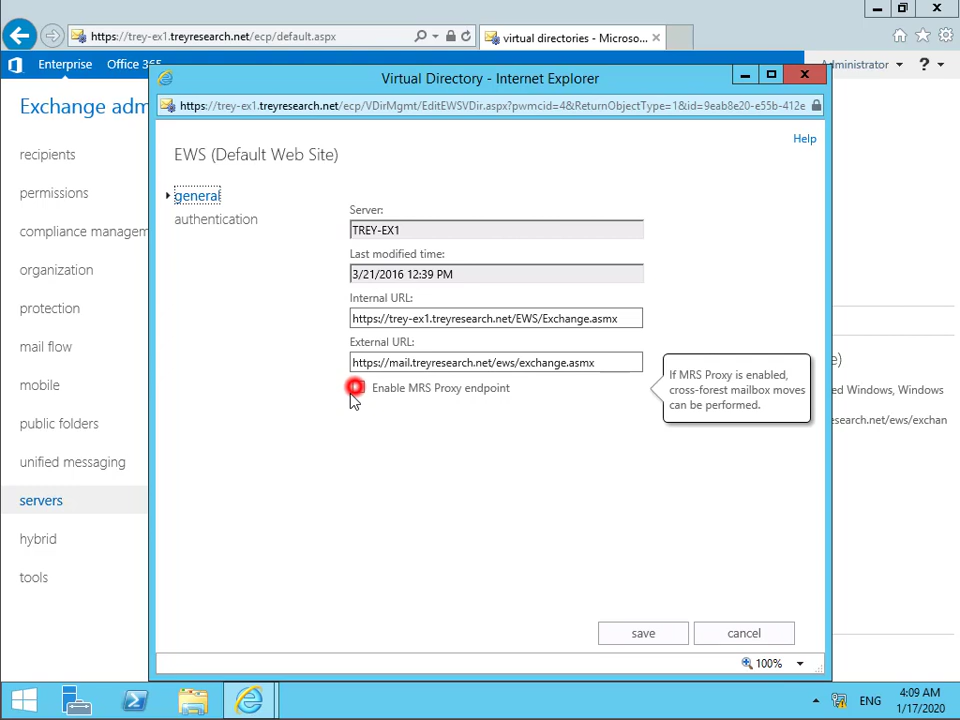 https://trey-ex1.treyresearch.net/ecp/default.aspx
virtual directories - Microso...
Enterprise
Office 365
Administrator
?
Virtual Directory - Internet Explorer
https://trey-ex1.treyresearch.net/ecp/VDirMgmt/EditEWSVDir.aspx?pwmcid=4&ReturnObjectType=1&id=9eab8e20-e55b-412e
Exchange adm
Help
EWS (Default Web Site)
recipients
permissions
compliance managem
organization
protection
mail flow
mobile
public folders
unified messaging
servers
hybrid
tools
general
authentication
Server:
TREY-EX1
Last modified time:
3/21/2016 12:39 PM
Internal URL:
https://trey-ex1.treyresearch.net/EWS/Exchange.asmx
External URL:
https://mail.treyresearch.net/ews/exchange.asmx
Enable MRS Proxy endpoint
If MRS Proxy is enabled,
cross-forest mailbox moves
can be performed.
e)
ed Windows, Windows
esearch.net/ews/exchan
save
cancel
100%
ENG
4:09 AM
1/17/2020